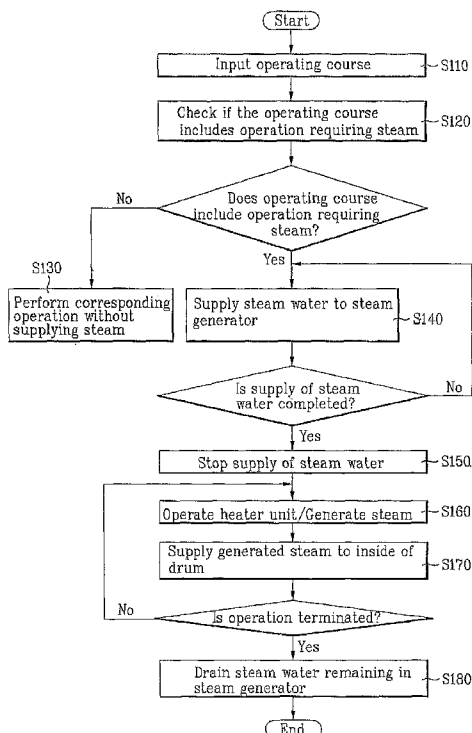 Start
Input operating course
S110
Check if the operating course
includes operation requiring steam
S120
Does operating course
include operation requiring
steam?
No
Yes
S130
Perform corresponding
operation without
supplying steam
Supply steam water to steam
generator
S140
Is supply of steam
water completed?
No
Yes
Stop supply of steam water
S150
Operate heater unit/Generate steam
S160
Supply generated steam to inside of
drum
S170
Is operation terminated?
No
Yes
Drain steam water remaining in
steam generator
S180
End